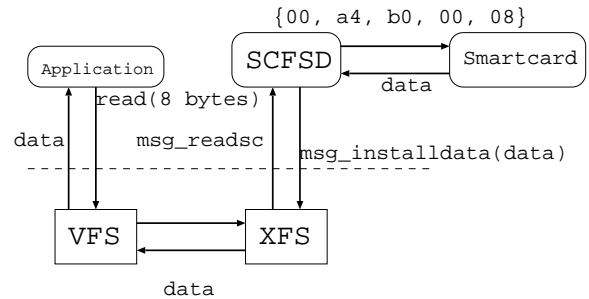 {00, a4, b0, 00, 08}
SCFSD
Smartcard
Application
data
read(8 bytes)
data
msg_readsc
msg_installdata(data)
VFS
XFS
data